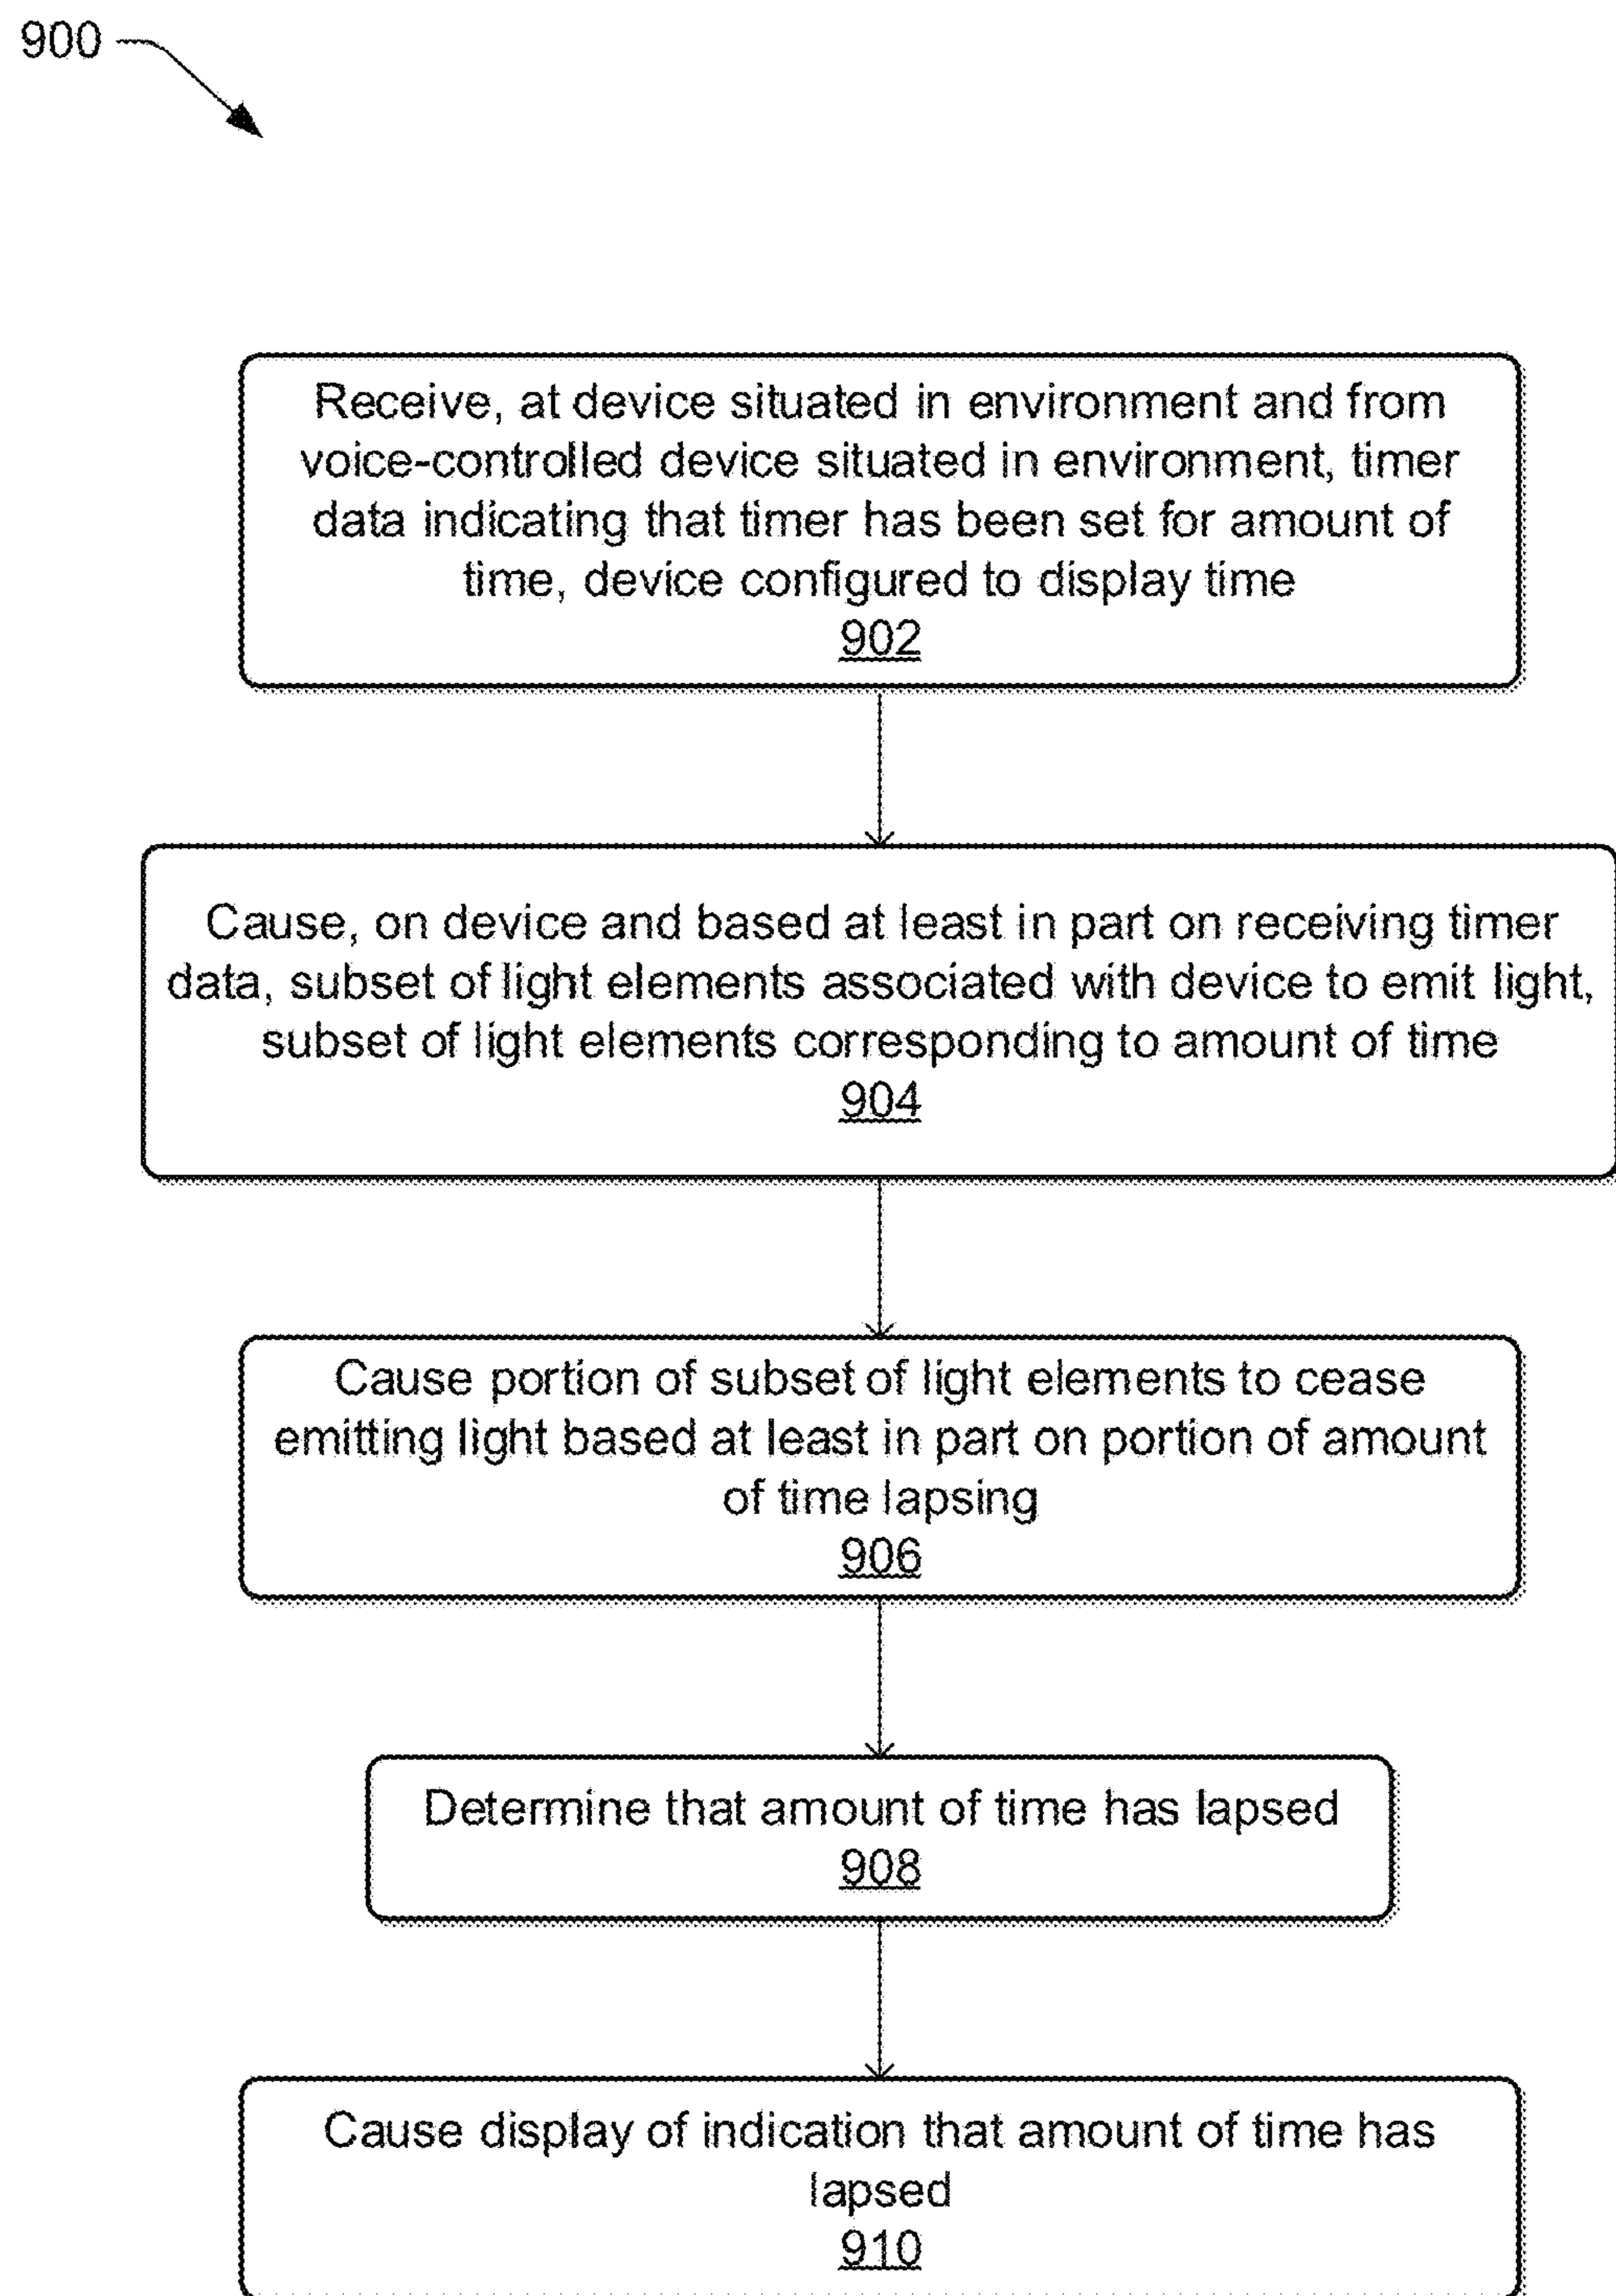 900
Receive, at device situated in environment and from
voice-controlled device situated in environment, timer
data indicating that timer has been set for amount of
time, device configured to display time
902
Cause, on device and based at least in part on receiving timer
data, subset of light elements associated with device to emit light,
subset of light elements corresponding to amount of time
904
Cause portion of subset of light elements to cease
emitting light based at least in part on portion of amount
of time lapsing
906
Determine that amount of time has lapsed
908
Cause display of indication that amount of time has
lapsed
910